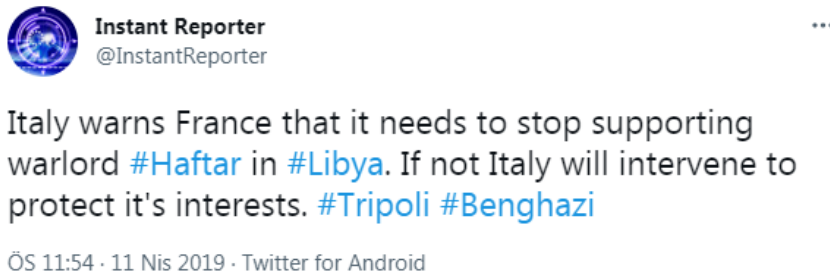 Instant Reporter
@InstantReporter
Italy warns France that it needs to stop supporting
warlord #Haftar in #Libya. If not Italy will intervene to
protect it's interests. #Tripoli #Benghazi
ÖS 11:54 · 11 Nis 2019 · Twitter for Android